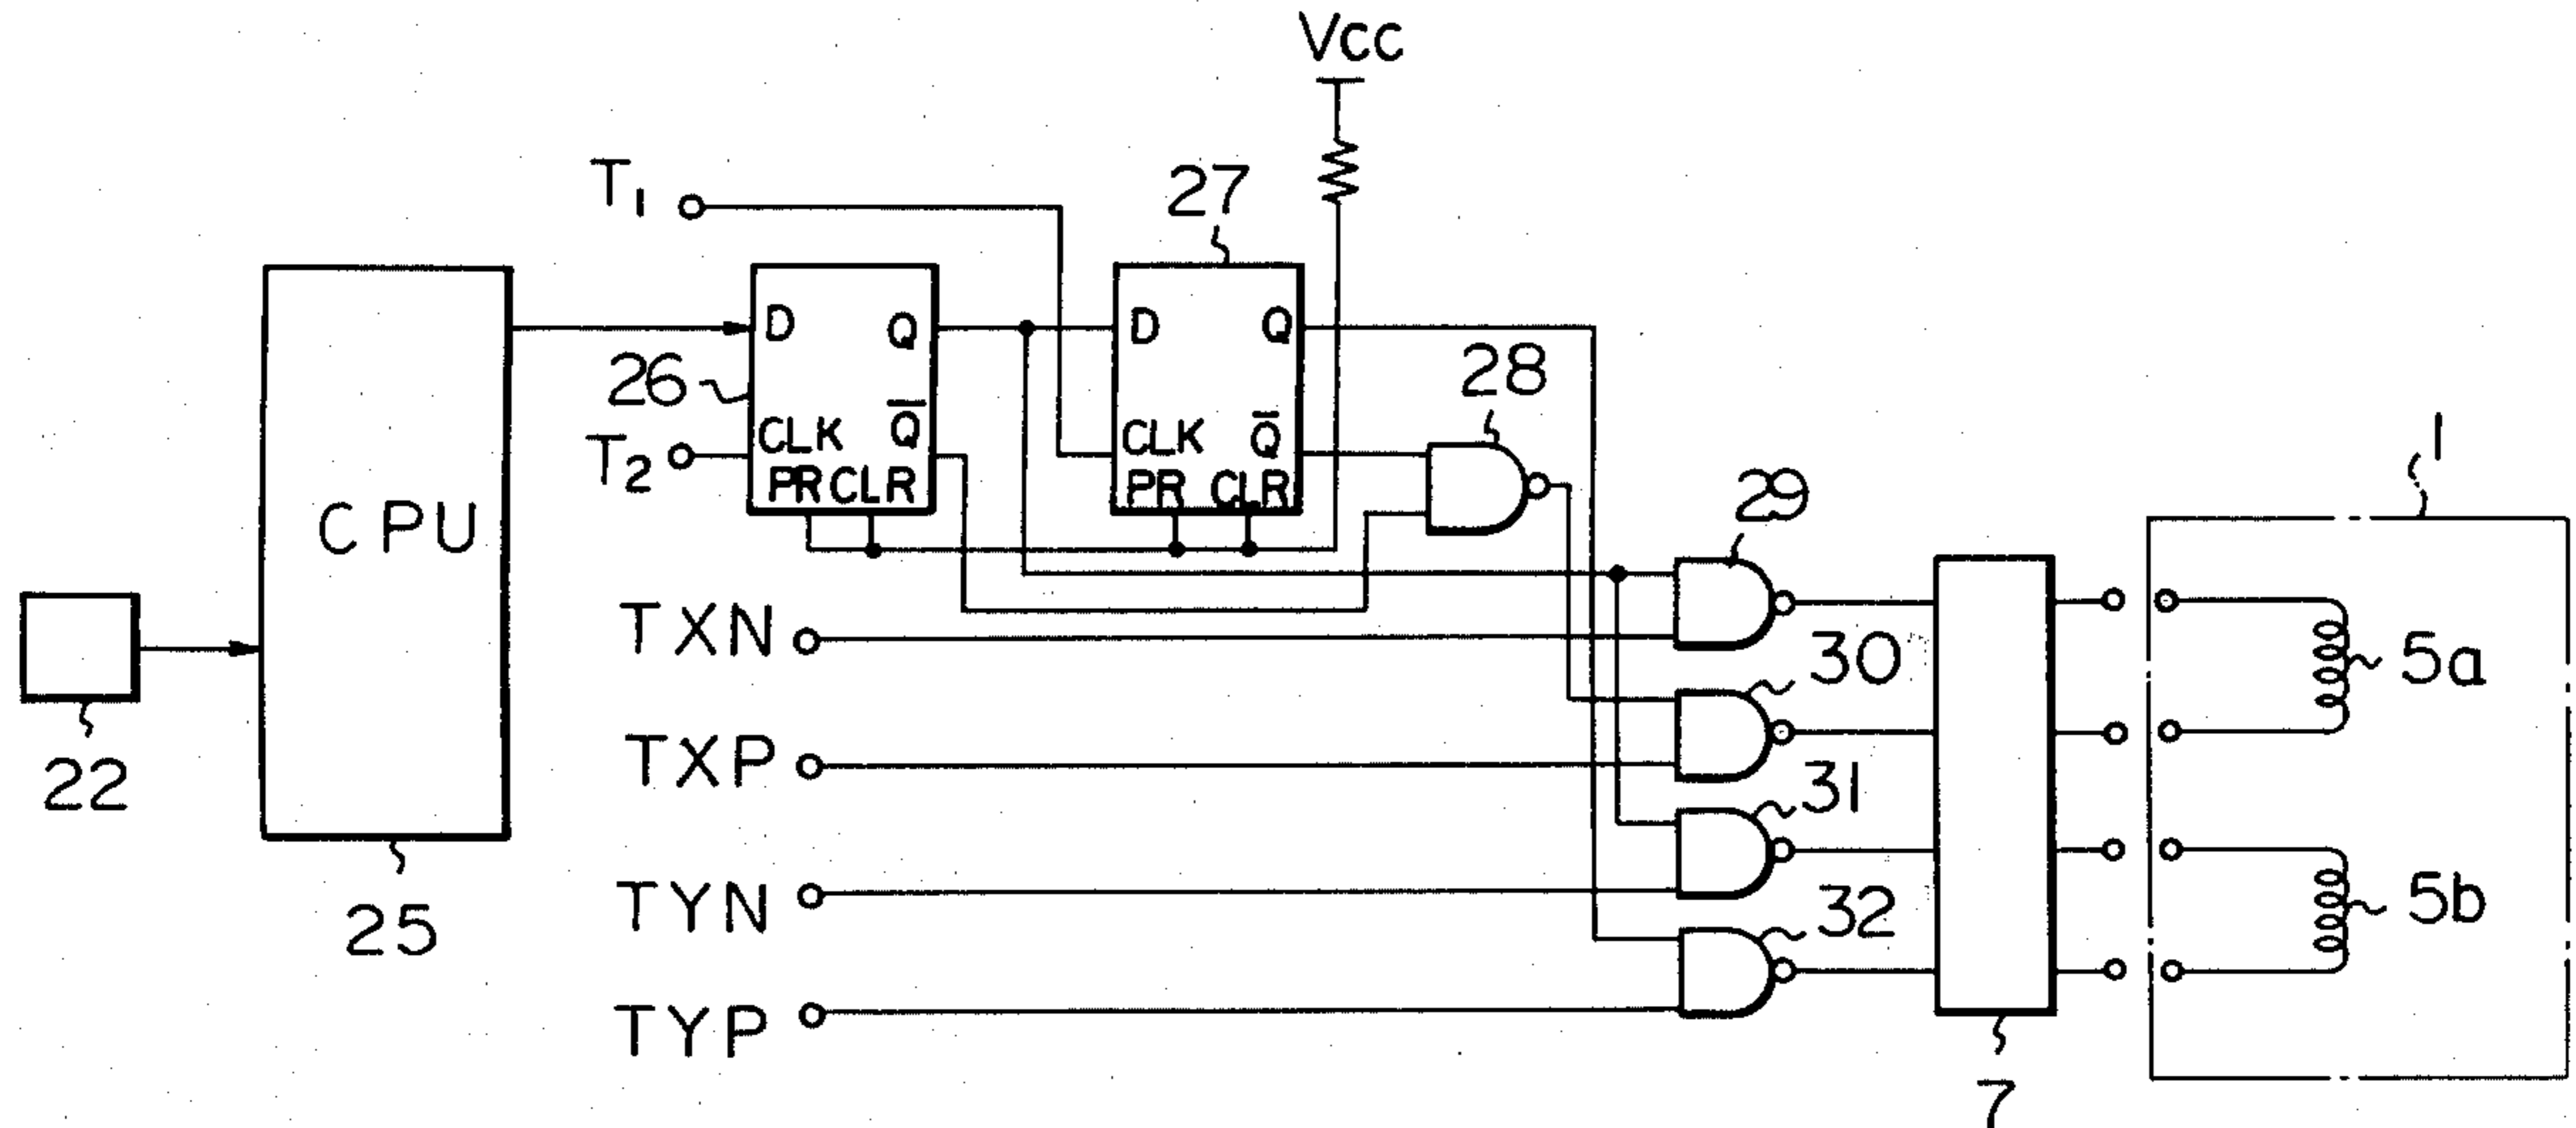 Vcc
T1
27
D
Q
D
Q
26
28
CLK
Q̅
CLK
Q̅
T2
PR CLR
PR CLR
1
CPU
29
TXN
30
5a
22
TXP
31
TYN
32
5b
25
TYP
7